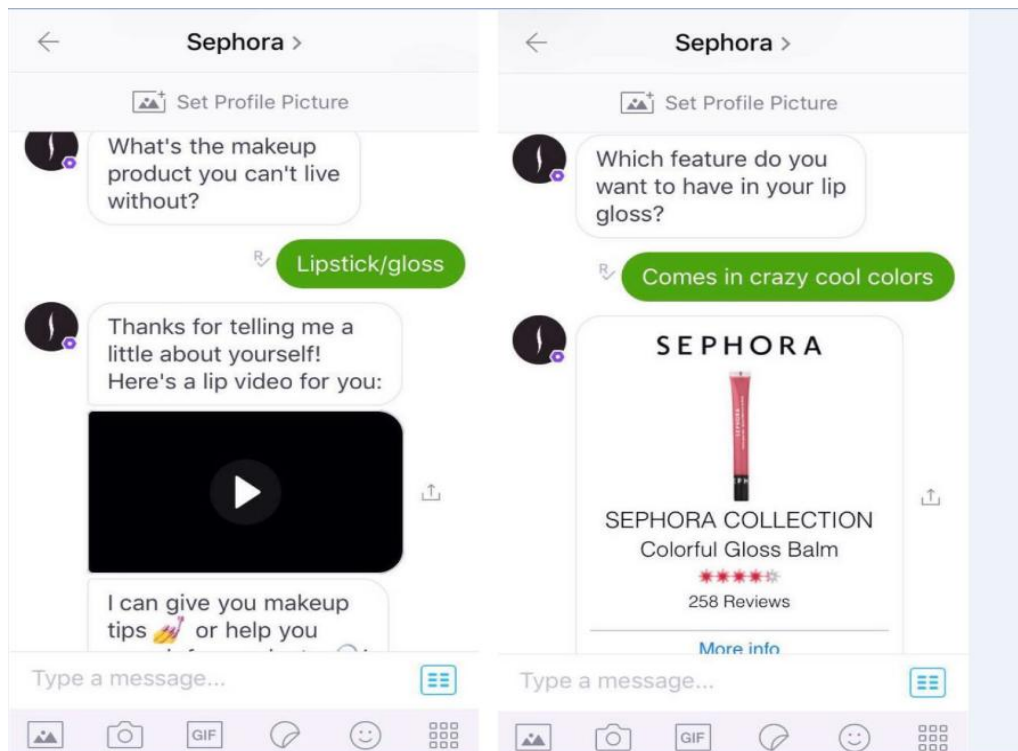 Sephora >
Set Profile Picture
What's the makeup
product you can't live
without?
Lipstick/gloss
Thanks for telling me a
little about yourself!
Here's a lip video for you:
I can give you makeup
tips 💅 or help you
Type a message...
GIF
Sephora >
Set Profile Picture
Which feature do you
want to have in your lip
gloss?
R
Comes in crazy cool colors
SEPHORA
SEPHORA COLLECTION
Colorful Gloss Balm
258 Reviews
More info
Type a message...
GIF